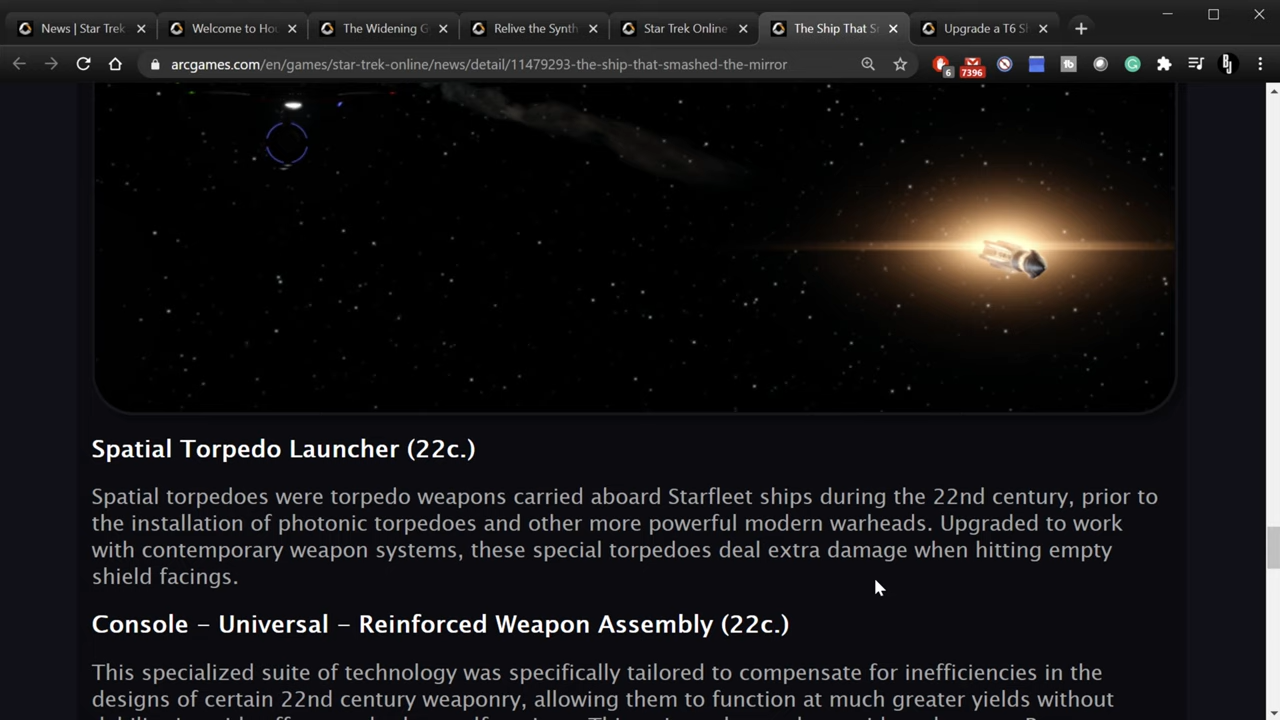 News | Star Trek
Welcome to Hou
The Widening G
Relive the Synth
Star Trek Online
The Ship That Sm
Upgrade a T6 Sh
arcgames.com/en/games/star-trek-online/news/detail/11479293-the-ship-that-smashed-the-mirror
6
7396
fb
Spatial Torpedo Launcher (22c.)
Spatial torpedoes were torpedo weapons carried aboard Starfleet ships during the 22nd century, prior to
the installation of photonic torpedoes and other more powerful modern warheads. Upgraded to work
with contemporary weapon systems, these special torpedoes deal extra damage when hitting empty
shield facings.
Console – Universal – Reinforced Weapon Assembly (22c.)
This specialized suite of technology was specifically tailored to compensate for inefficiencies in the
designs of certain 22nd century weaponry, allowing them to function at much greater yields without